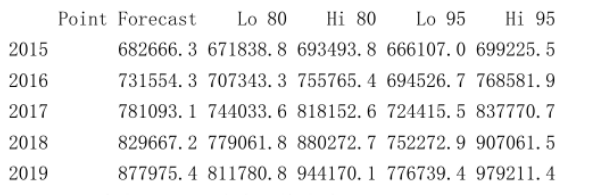 Point Forecast Lo 80 Hi 80 Lo 95 Hi 95
2015 682666.3 671838.8 693493.8 666107.0 699225.5
2016 731554.3 707343.3 755765.4 694526.7 768581.9
2017 781093.1 744033.6 818152.6 724415.5 837770.7
2018 829667.2 779061.8 880272.7 752272.9 907061.5
2019 877975.4 811780.8 944170.1 776739.4 979211.4